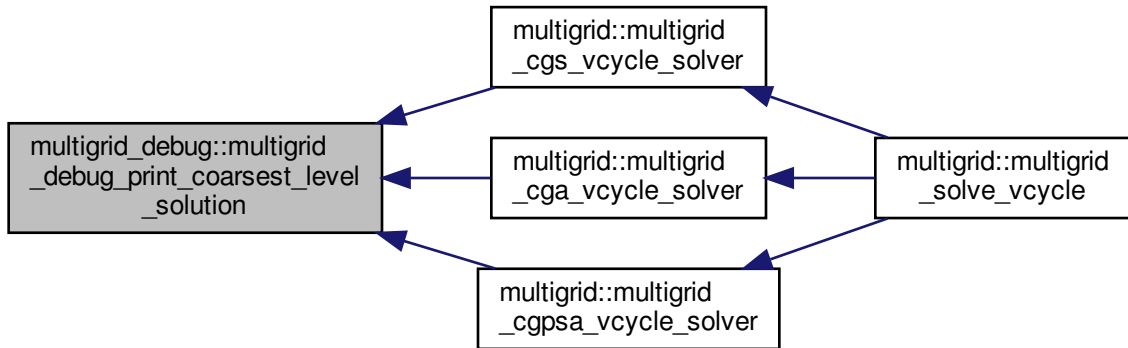 multigrid_debug::multigrid
_debug_print_coarsest_level
_solution
multigrid::multigrid
_cgs_vcycle_solver
multigrid::multigrid
_cga_vcycle_solver
multigrid::multigrid
_cgpsa_vcycle_solver
multigrid::multigrid
_solve_vcycle